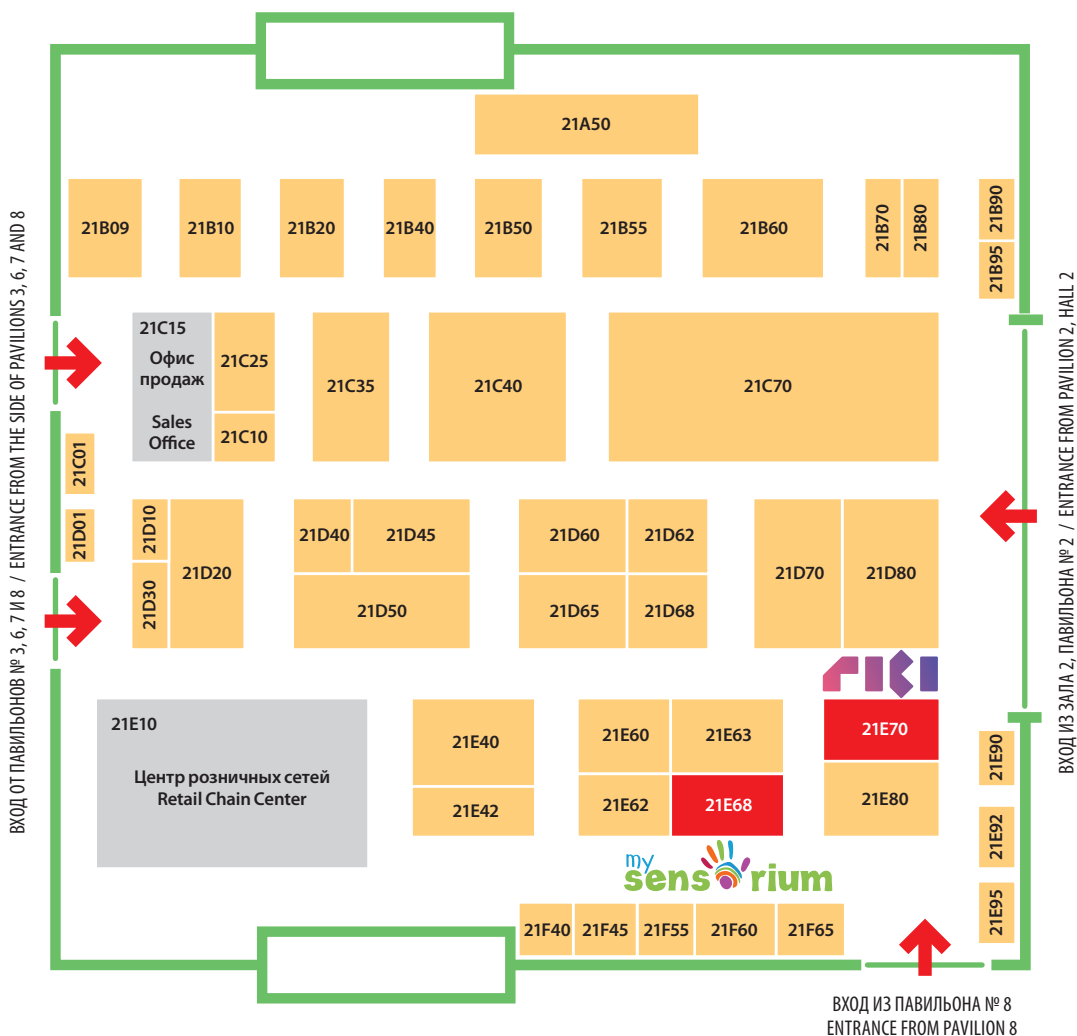 21A50
21B09
21B10
21B20
21B40
21B50
21B55
21B60
21B70
21B80
21B90
21B95
21C15
Офис
продаж
Sales
Office
21C25
21C10
21C35
21C40
21C70
21C01
21D01
21D10
21D30
21D20
21D40
21D45
21D50
21D60
21D62
21D65
21D68
21D70
21D80
РІКІ
21E10
Центр розничных сетей
Retail Chain Center
21E40
21E42
21E60
21E63
21E62
21E68
21E70
21E80
21E90
21E92
21E95
my
sensorium
21F40
21F45
21F55
21F60
21F65
ВХОД ОТ ПАВИЛЬОНОВ № 3, 6, 7 И 8 / ENTRANCE FROM THE SIDE OF PAVILIONS 3, 6, 7 AND 8
ВХОД ИЗ ЗАЛА 2, ПАВИЛЬОНА № 2 / ENTRANCE FROM PAVILION 2, HALL 2
ВХОД ИЗ ПАВИЛЬОНА № 8
ENTRANCE FROM PAVILION 8